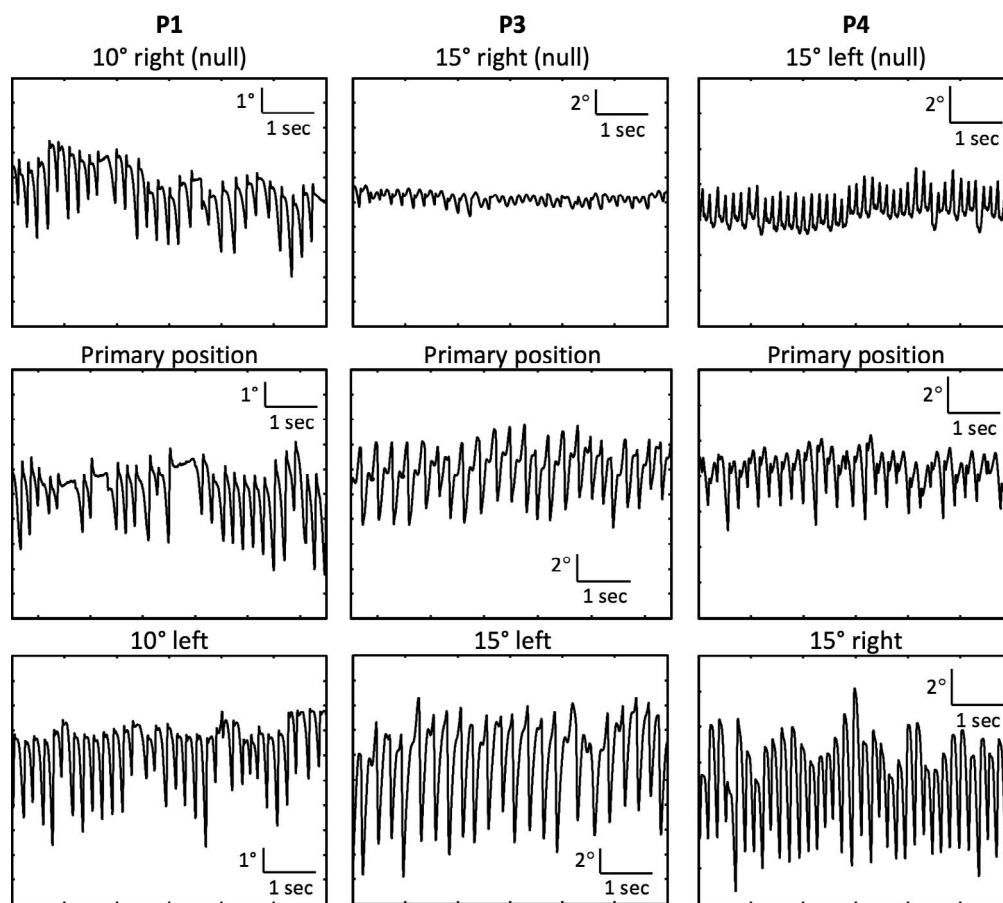 P1
10° right (null)
1°
1 sec
P3
15° right (null)
2°
1 sec
P4
15° left (null)
2°
1 sec
Primary position
1°
1 sec
Primary position
2°
1 sec
Primary position
2°
1 sec
10° left
1°
1 sec
15° left
2°
1 sec
15° right
2°
1 sec